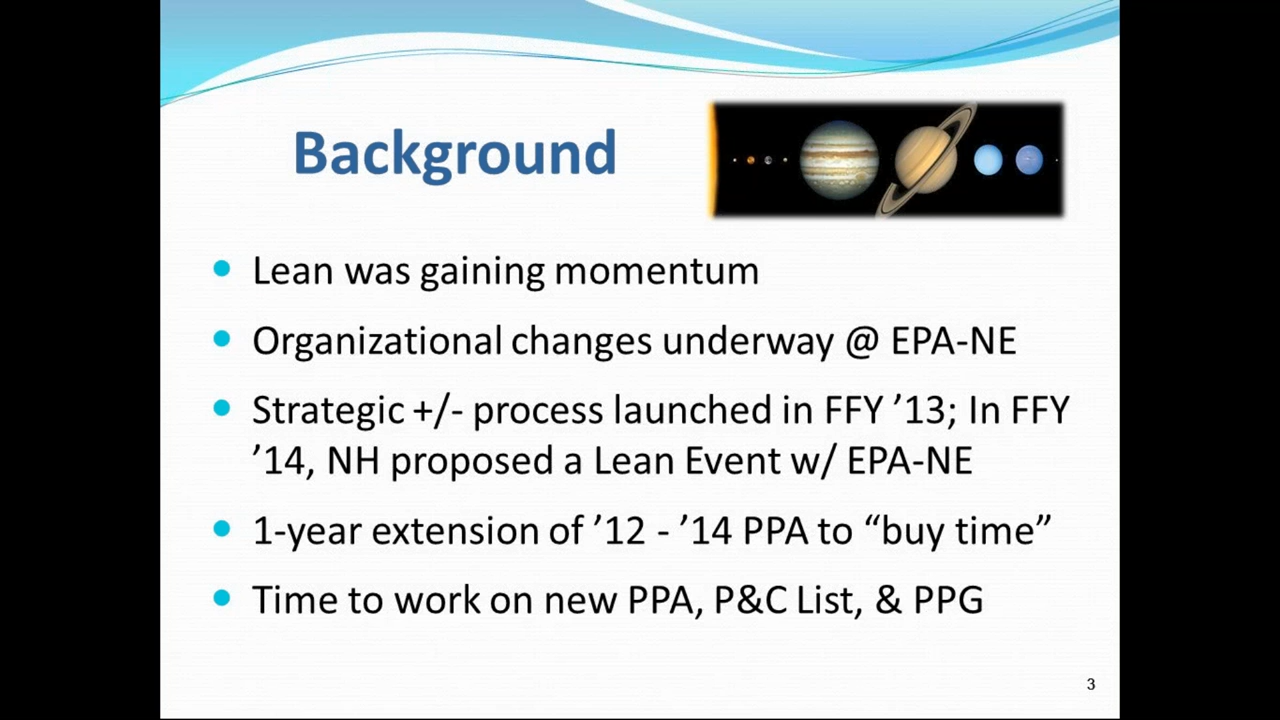 Background
Lean was gaining momentum
Organizational changes underway @ EPA-NE
Strategic +/- process launched in FFY ’13; In FFY
’14, NH proposed a Lean Event w/ EPA-NE
1-year extension of ’12 - ’14 PPA to “buy time”
Time to work on new PPA, P&C List, & PPG
3